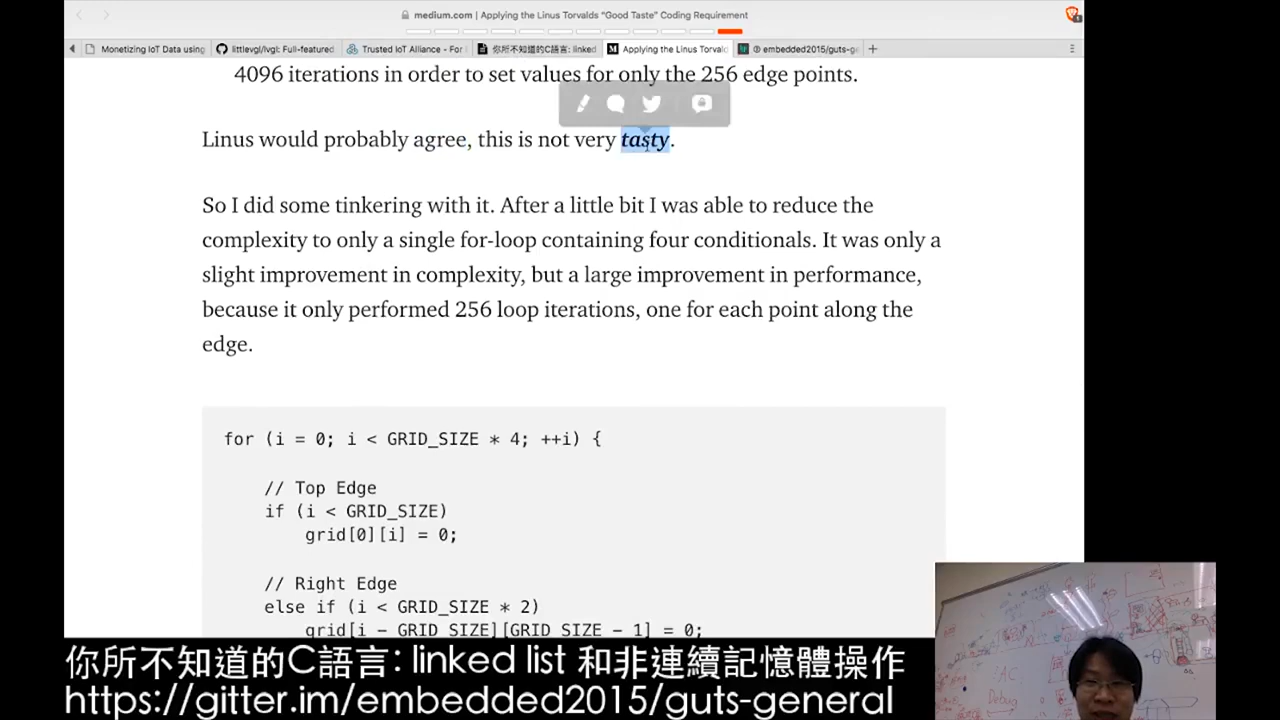 medium.com | Applying the Linus Torvalds “Good Taste” Coding Requirement
Monetizing IoT Data using
littlevgl/lvgl: Full-featured
Trusted IoT Alliance - For
你所不知道的C語言: linked
Applying the Linus Torvald
embedded2015/guts-ge
4096 iterations in order to set values for only the 256 edge points.
Linus would probably agree, this is not very tasty.
So I did some tinkering with it. After a little bit I was able to reduce the
complexity to only a single for-loop containing four conditionals. It was only a
slight improvement in complexity, but a large improvement in performance,
because it only performed 256 loop iterations, one for each point along the
edge.
for (i = 0; i < GRID_SIZE * 4; ++i) {
// Top Edge
if (i < GRID_SIZE)
grid[0][i] = 0;
// Right Edge
else if (i < GRID_SIZE * 2)
grid[i - GRID_SIZE][GRID_SIZE - 1] = 0;
AC
Debug
你所不知道的C語言: linked list 和非連續記憶體操作
https://gitter.im/embedded2015/guts-general